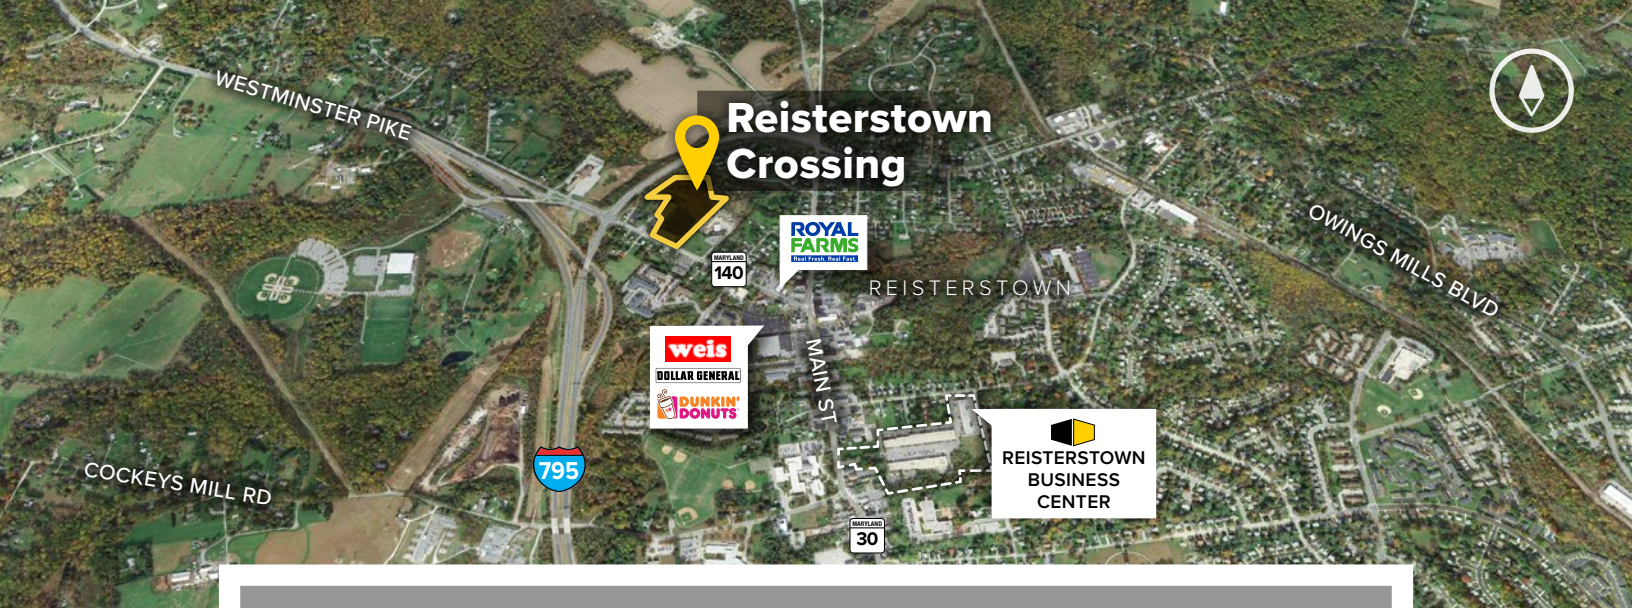 WESTMINSTER PIKE
Reisterstown
Crossing
OWINGS MILLS BLVD
ROYAL
FARMS
Real Fresh. Real Fast.
MARYLAND
140
REISTERSTOWN
weis
DOLLAR GENERAL
DUNKIN'
DONUTS
MAIN ST
REISTERSTOWN
BUSINESS
CENTER
795
COCKEYS MILL RD
MARYLAND
30